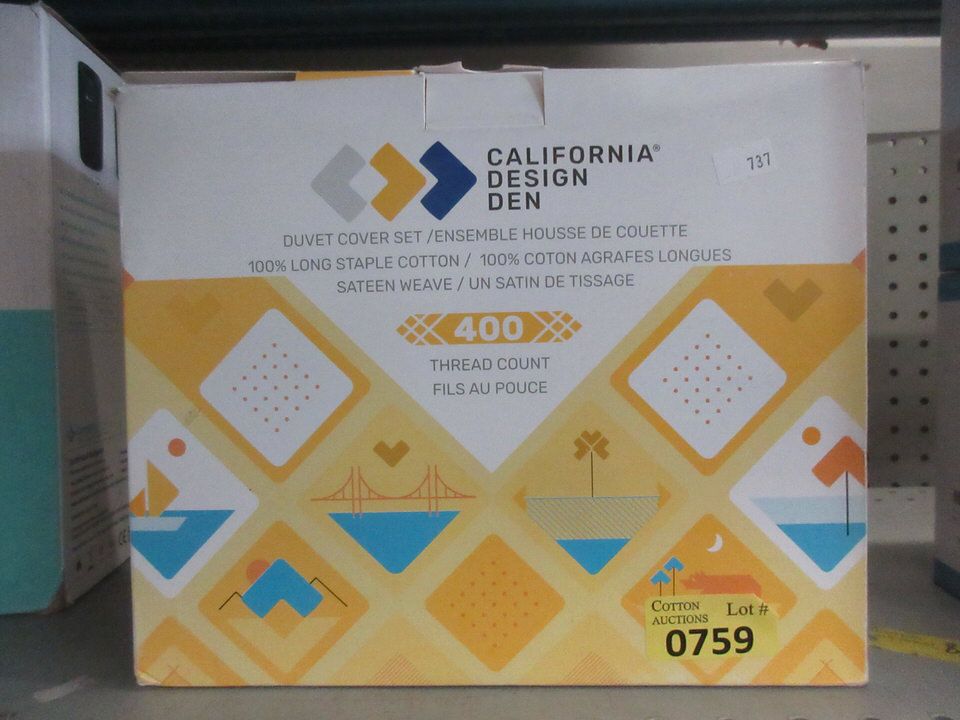 CALIFORNIA®
DESIGN
DEN
737
DUVET COVER SET /ENSEMBLE HOUSSE DE COUETTE
100% LONG STAPLE COTTON / 100% COTON AGRAFES LONGUES
SATEEN WEAVE / UN SATIN DE TISSAGE
400
THREAD COUNT
FILS AU POUCE
COTTON
AUCTIONS
Lot #
0759